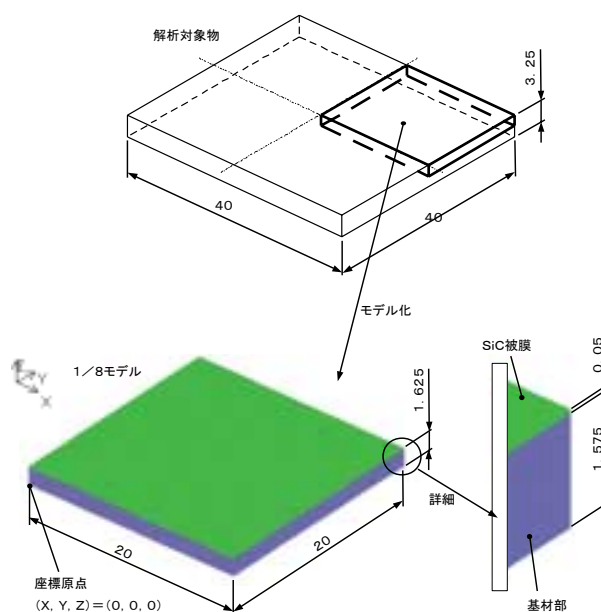 解析対象物
3. 25
40
40
モデル化
1／8モデル
Y
X
1. 625
SiC被膜
0. 05
1. 575
詳細
20
20
座標原点
(X, Y, Z)＝(0, 0, 0)
基材部